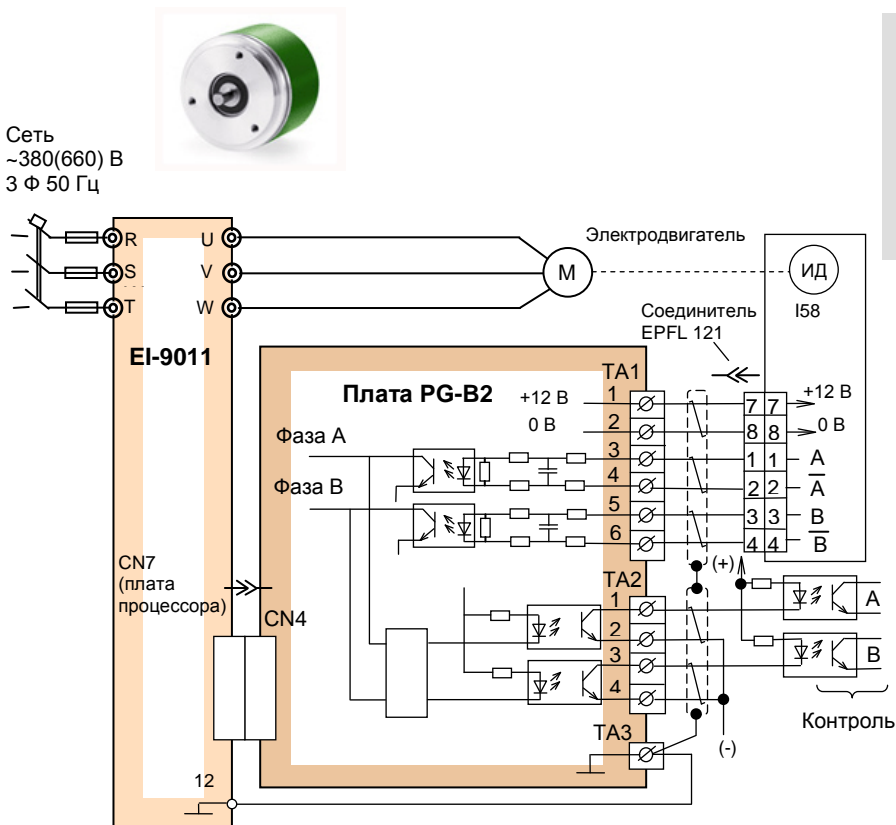 Сеть
~380(660) В
3 Ф 50 Гц
R
U
S
V
T
W
М
Электродвигатель
ИД
I58
EI-9011
Соединитель
EPFL 121
Плата PG-B2
TA1
+12 В
1
7 7
+12 В
0 В
2
8 8
0 В
Фаза А
3
1 1
A
4
2 2
A
Фаза В
5
3 3
B
6
4 4
B
CN7
(плата
процессора)
CN4
TA2
(+)
1
A
2
3
B
4
Контроль
TA3
(-)
12